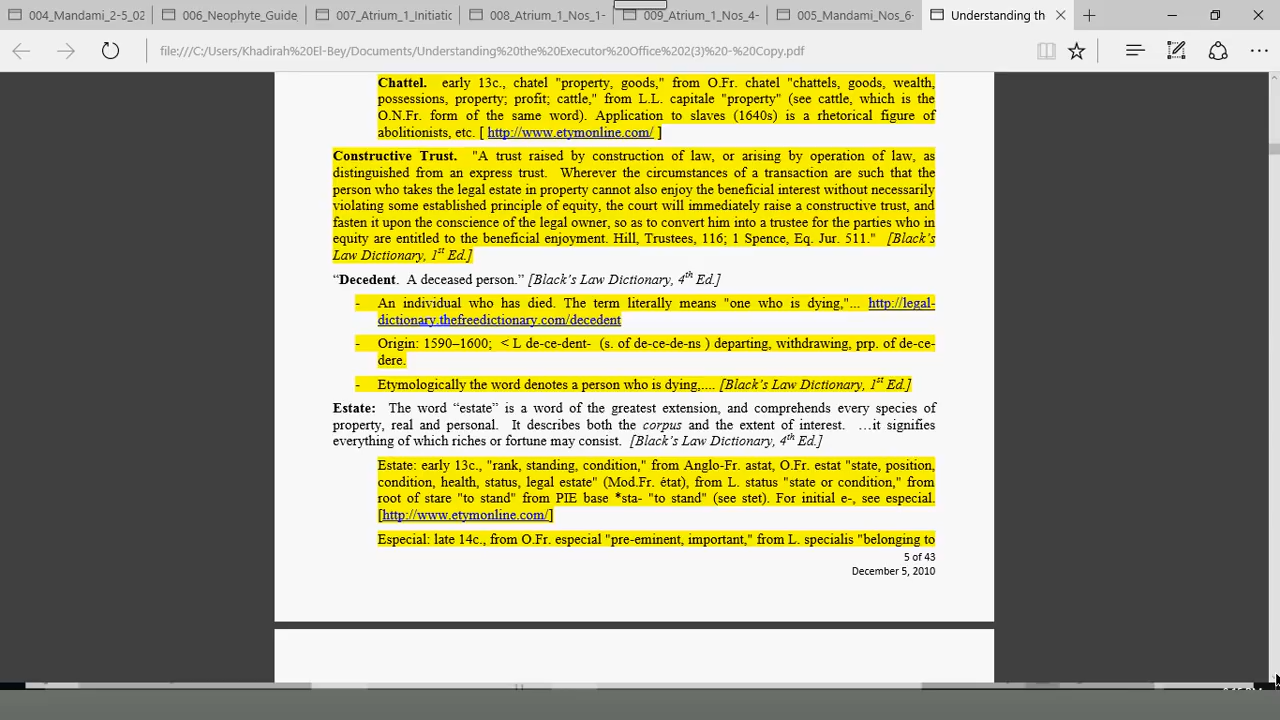 004_Mandami_2-5_02
006_Neophyte_Guide
007_Atrium_1_Initiatic
008_Atrium_1_Nos_1-
009_Atrium_1_Nos_4-
005_Mandami_Nos_6-
Understanding th
file:///C:/Users/Khadirah%20El-Bey/Documents/Understanding%20the%20Executor%20Office%202(3)%20-%20Copy.pdf
Chattel. early 13c., chatel "property, goods," from O.Fr. chatel "chattels, goods, wealth,
possessions, property; profit; cattle," from L.L. capitale "property" (see cattle, which is the
O.N.Fr. form of the same word). Application to slaves (1640s) is a rhetorical figure of
abolitionists, etc. [ http://www.etymonline.com/ ]
Constructive Trust. "A trust raised by construction of law, or arising by operation of law, as
distinguished from an express trust. Wherever the circumstances of a transaction are such that the
person who takes the legal estate in property cannot also enjoy the beneficial interest without necessarily
violating some established principle of equity, the court will immediately raise a constructive trust, and
fasten it upon the conscience of the legal owner, so as to convert him into a trustee for the parties who in
equity are entitled to the beneficial enjoyment. Hill, Trustees, 116; 1 Spence, Eq. Jur. 511." [Black's
Law Dictionary, 1st Ed.]
“Decedent. A deceased person.” [Black’s Law Dictionary, 4th Ed.]
- An individual who has died. The term literally means "one who is dying,"... http://legal-
dictionary.thefreedictionary.com/decedent
- Origin: 1590–1600; < L de-ce-dent- (s. of de-ce-de-ns ) departing, withdrawing, prp. of de-ce-
dere.
- Etymologically the word denotes a person who is dying,.... [Black’s Law Dictionary, 1st Ed.]
Estate: The word “estate” is a word of the greatest extension, and comprehends every species of
property, real and personal. It describes both the corpus and the extent of interest. …it signifies
everything of which riches or fortune may consist. [Black’s Law Dictionary, 4th Ed.]
Estate: early 13c., "rank, standing, condition," from Anglo-Fr. astat, O.Fr. estat "state, position,
condition, health, status, legal estate" (Mod.Fr. état), from L. status "state or condition," from
root of stare "to stand" from PIE base *sta- "to stand" (see stet). For initial e-, see especial.
[http://www.etymonline.com/]
Especial: late 14c., from O.Fr. especial "pre-eminent, important," from L. specialis "belonging to
5 of 43
December 5, 2010